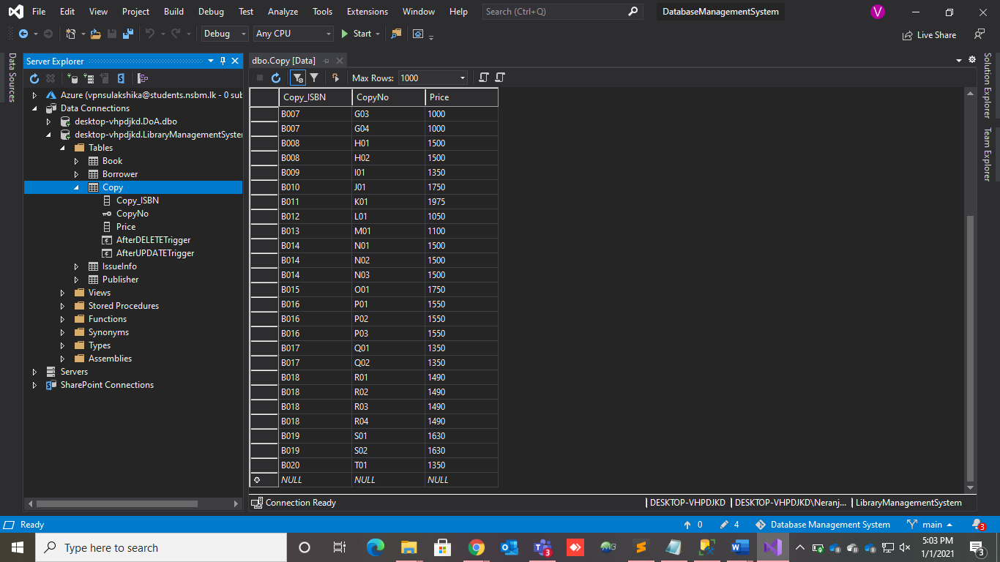 File Edit View Project Build Debug Test Analyze Tools Extensions Window Help Search (Ctrl+Q) DatabaseManagementSystem V
Debug Any CPU Start Live Share
Data Sources
Server Explorer
Azure (vpnsulakshika@students.nsbm.lk - 0 sub
Data Connections
desktop-vhpdjkd.DoA.dbo
desktop-vhpdjkd.LibraryManagementSyste
Tables
Book
Borrower
Copy
Copy_ISBN
CopyNo
Price
AfterDELETETrigger
AfterUPDATETrigger
IssueInfo
Publisher
Views
Stored Procedures
Functions
Synonyms
Types
Assemblies
Servers
SharePoint Connections
dbo.Copy [Data]
Max Rows: 1000
Copy_ISBN CopyNo Price
B007 G03 1000
B007 G04 1000
B008 H01 1500
B008 H02 1500
B009 I01 1350
B010 J01 1750
B011 K01 1975
B012 L01 1050
B013 M01 1100
B014 N01 1500
B014 N02 1500
B014 N03 1500
B015 O01 1750
B016 P01 1550
B016 P02 1550
B016 P03 1550
B017 Q01 1350
B017 Q02 1350
B018 R01 1490
B018 R02 1490
B018 R03 1490
B018 R04 1490
B019 S01 1630
B019 S02 1630
B020 T01 1350
NULL NULL NULL
Connection Ready DESKTOP-VHPDJKD DESKTOP-VHPDJKD\Neranj... LibraryManagementSystem
Solution Explorer
Team Explorer
Ready 0 4 Database Management System main 3
Type here to search 3 5:03 PM 3
1/1/2021